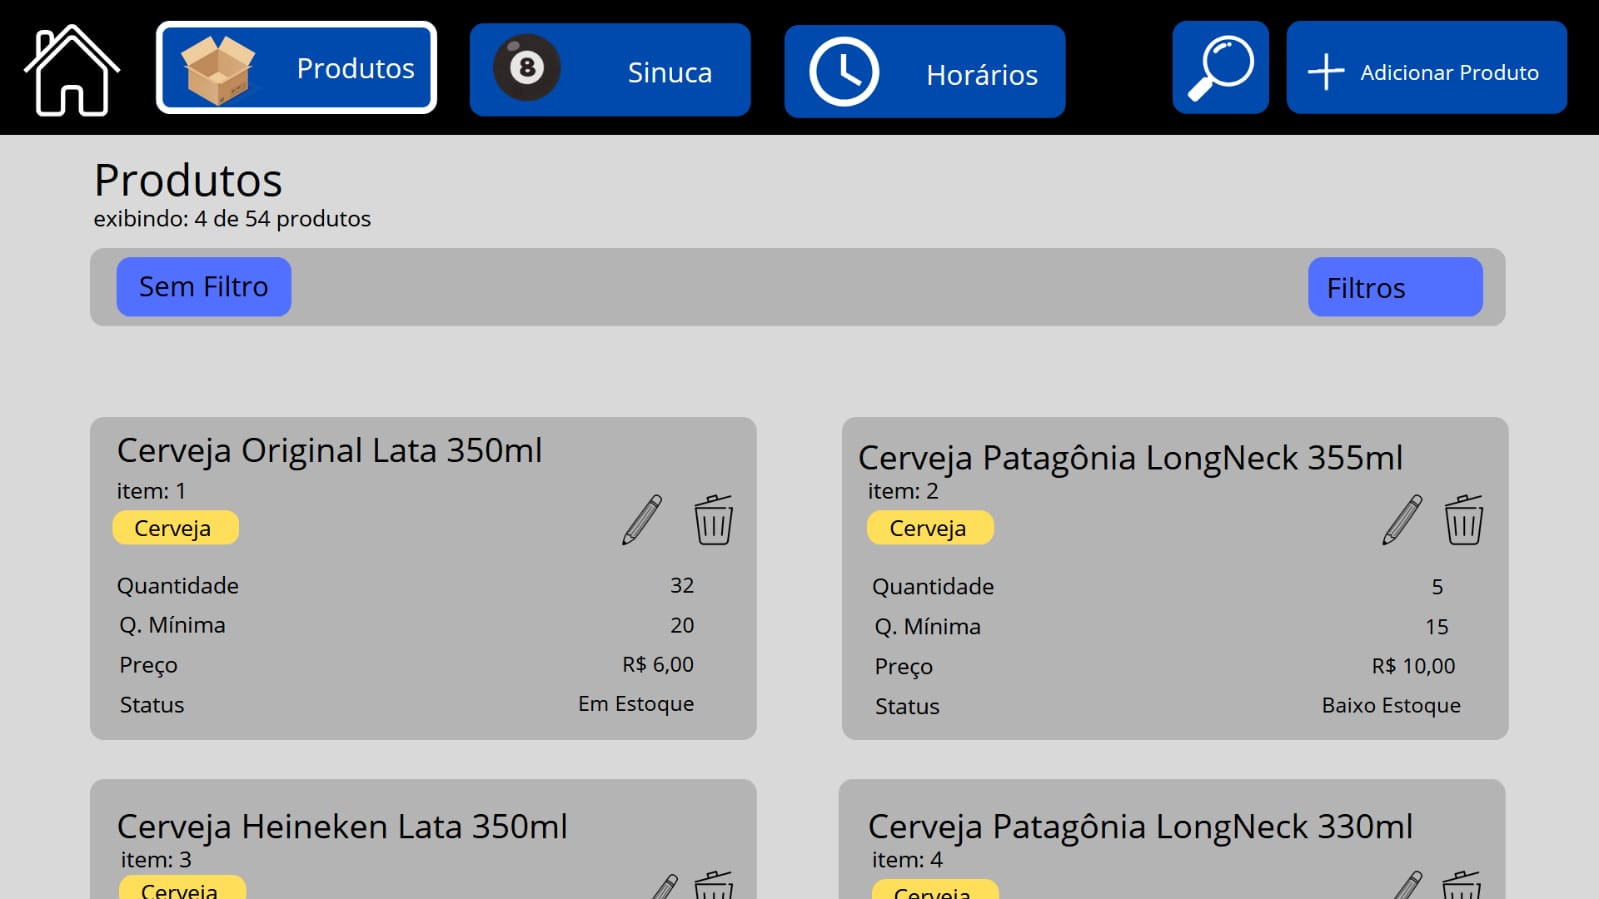 Produtos
8
Sinuca
Horários
Adicionar Produto
Produtos
exibindo: 4 de 54 produtos
Sem Filtro
Filtros
Cerveja Original Lata 350ml
item: 1
Cerveja
Quantidade 32
Q. Mínima 20
Preço R$ 6,00
Status Em Estoque
Cerveja Patagônia LongNeck 355ml
item: 2
Cerveja
Quantidade 5
Q. Mínima 15
Preço R$ 10,00
Status Baixo Estoque
Cerveja Heineken Lata 350ml
item: 3
Cerveja
Cerveja Patagônia LongNeck 330ml
item: 4
Cerveja